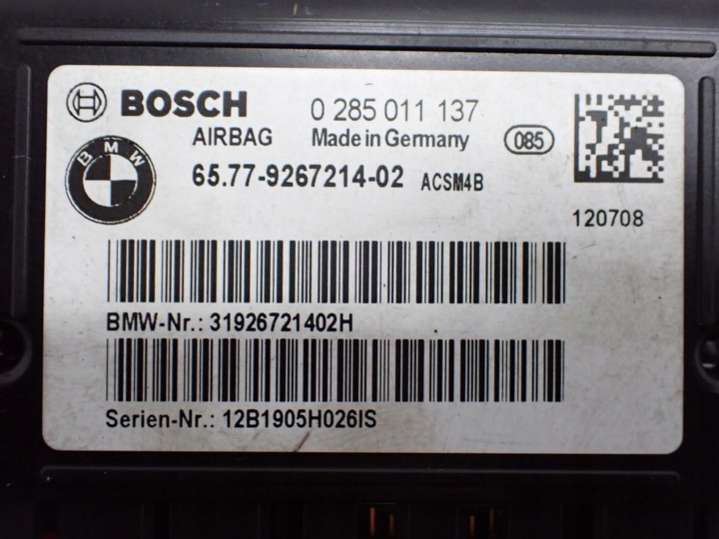 BOSCH 0 285 011 137
AIRBAG Made in Germany 085
BMW
65.77-9267214-02 ACSM4B
120708
BMW-Nr.: 31926721402H
Serien-Nr.: 12B1905H026IS